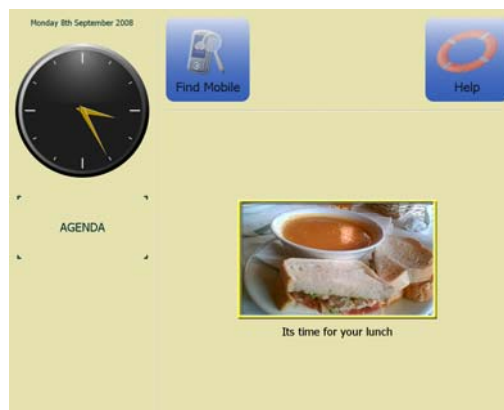 Monday 8th September 2008
Find Mobile
Help
AGENDA
Its time for your lunch